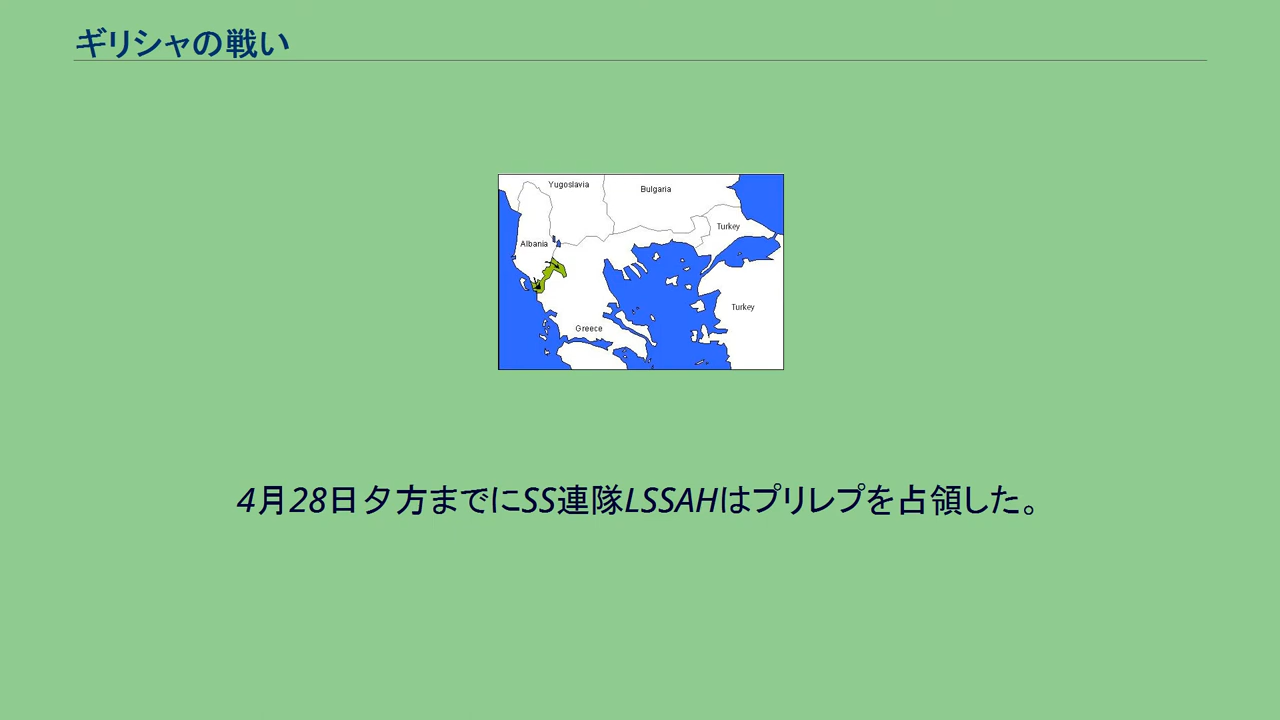 ギリシャの戦い
Yugoslavia
Bulgaria
Turkey
Albania
Turkey
Greece
4月28日夕方までにSS連隊LSSAHはプリレプを占領した。